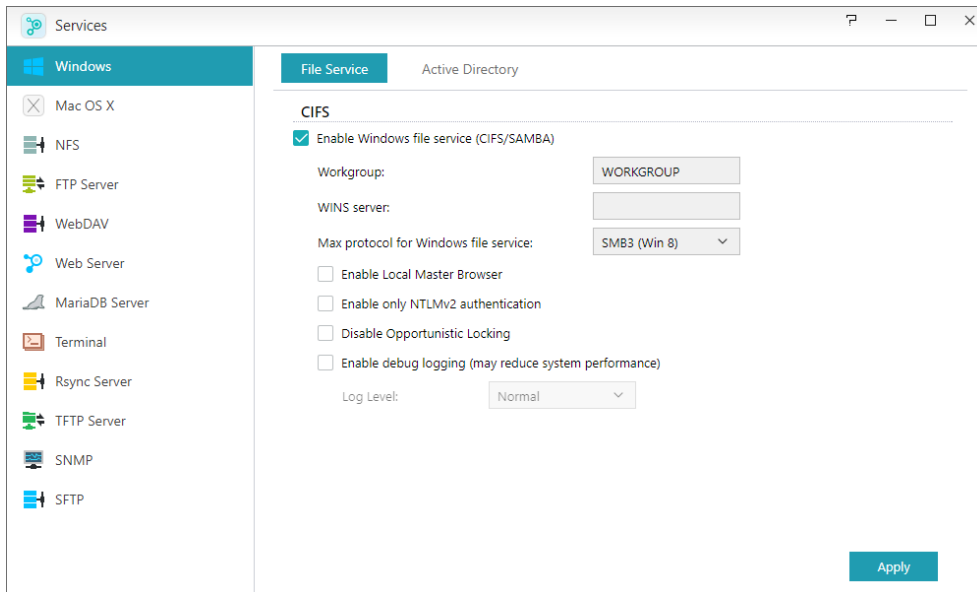 Services
Windows
Mac OS X
NFS
FTP Server
WebDAV
Web Server
MariaDB Server
Terminal
Rsync Server
TFTP Server
SNMP
SFTP
File Service
Active Directory
CIFS
Enable Windows file service (CIFS/SAMBA)
Workgroup: WORKGROUP
WINS server:
Max protocol for Windows file service: SMB3 (Win 8)
Enable Local Master Browser
Enable only NTLMv2 authentication
Disable Opportunistic Locking
Enable debug logging (may reduce system performance)
Log Level: Normal
Apply